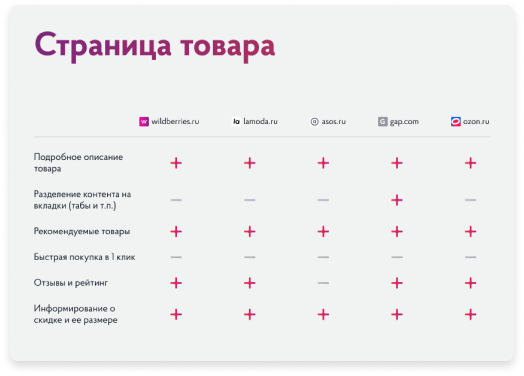 Страница товара
wildberries.ru lamoda.ru asos.ru gap.com ozon.ru
Подробное описание
товара + + + + +
Разделение контента на
вкладки (табы и т.п.) — — — + —
Рекомендуемые товары + + + + +
Быстрая покупка в 1 клик — — — — —
Отзывы и рейтинг + + — + +
Информирование о
скидке и ее размере + + + + +